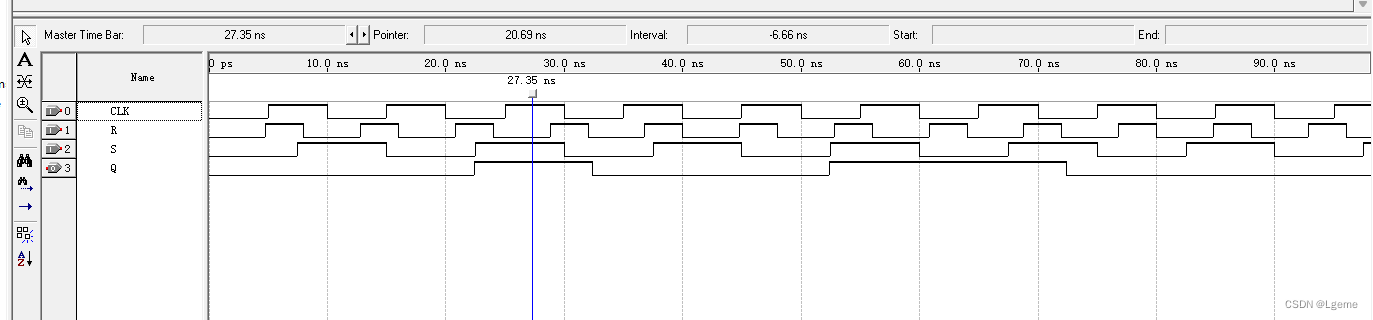 Master Time Bar: 27.35 ns Pointer: 20.69 ns Interval: -6.66 ns Start: End:
Name
0 ps 10.0 ns 20.0 ns 30.0 ns 40.0 ns 50.0 ns 60.0 ns 70.0 ns 80.0 ns 90.0 ns
27.35 ns
0 CLK
1 R
2 S
3 Q
CSDN @Lgeme